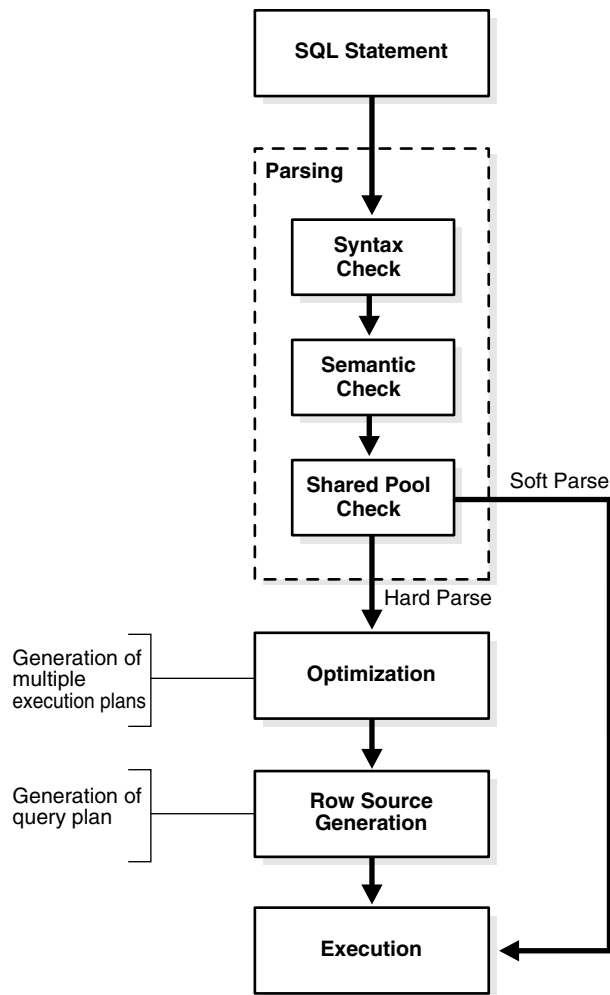 SQL Statement
Parsing
Syntax
Check
Semantic
Check
Shared Pool
Check
Soft Parse
Hard Parse
Generation of
multiple
execution plans
Optimization
Generation of
query plan
Row Source
Generation
Execution